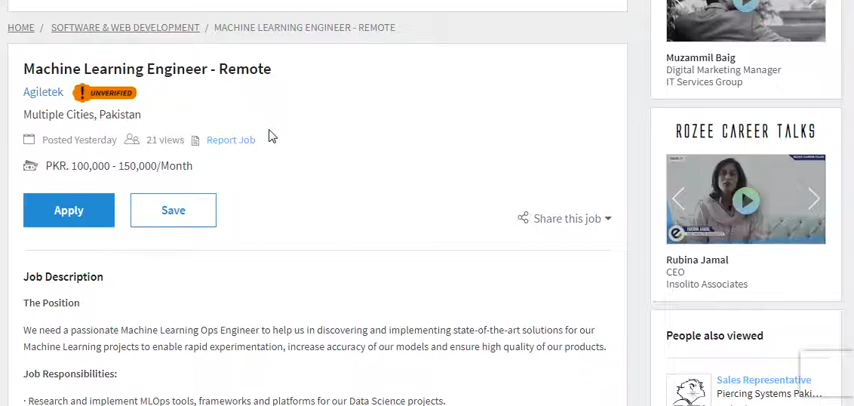 HOME / SOFTWARE & WEB DEVELOPMENT / MACHINE LEARNING ENGINEER - REMOTE
Machine Learning Engineer - Remote
Agiletek ! UNVERIFIED
Multiple Cities, Pakistan
Posted Yesterday 21 views Report Job
PKR. 100,000 - 150,000/Month
Apply Save
Share this job
Job Description
The Position
We need a passionate Machine Learning Ops Engineer to help us in discovering and implementing state-of-the-art solutions for our
Machine Learning projects to enable rapid experimentation, increase accuracy of our models and ensure high quality of our products.
Job Responsibilities:
· Research and implement MLOps tools, frameworks and platforms for our Data Science projects.
Muzammil Baig
Digital Marketing Manager
IT Services Group
ROZEE CAREER TALKS
Rubina Jamal
CEO
Insolito Associates
People also viewed
Sales Representative
Piercing Systems Paki...